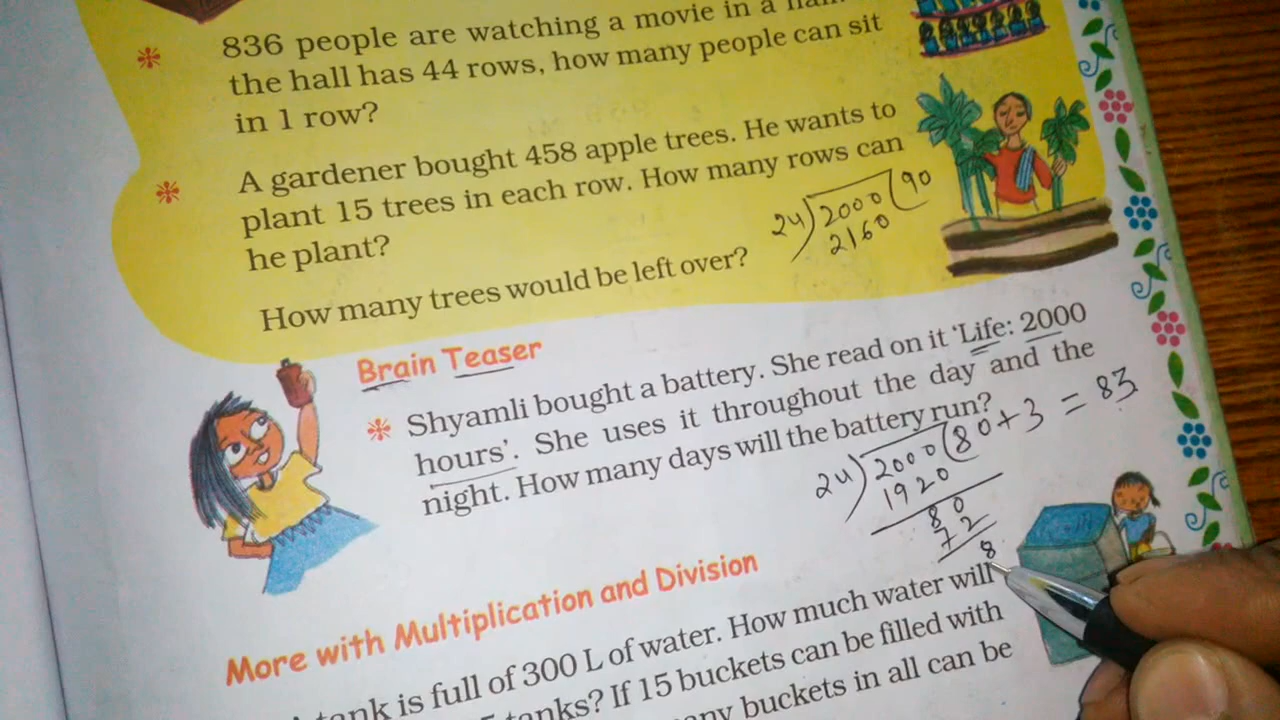 836 people are watching a movie in a hall.
the hall has 44 rows, how many people can sit
in 1 row?
A gardener bought 458 apple trees. He wants to
plant 15 trees in each row. How many rows can
he plant?
24)2000(90
2160
How many trees would be left over?
Brain Teaser
Shyamli bought a battery. She read on it ‘Life: 2000
hours’. She uses it throughout the day and the
night. How many days will the battery run?
24)2000(80+3 = 83
1920
80
72
8
More with Multiplication and Division
tank is full of 300 L of water. How much water will
tanks? If 15 buckets can be filled with
buckets in all can be